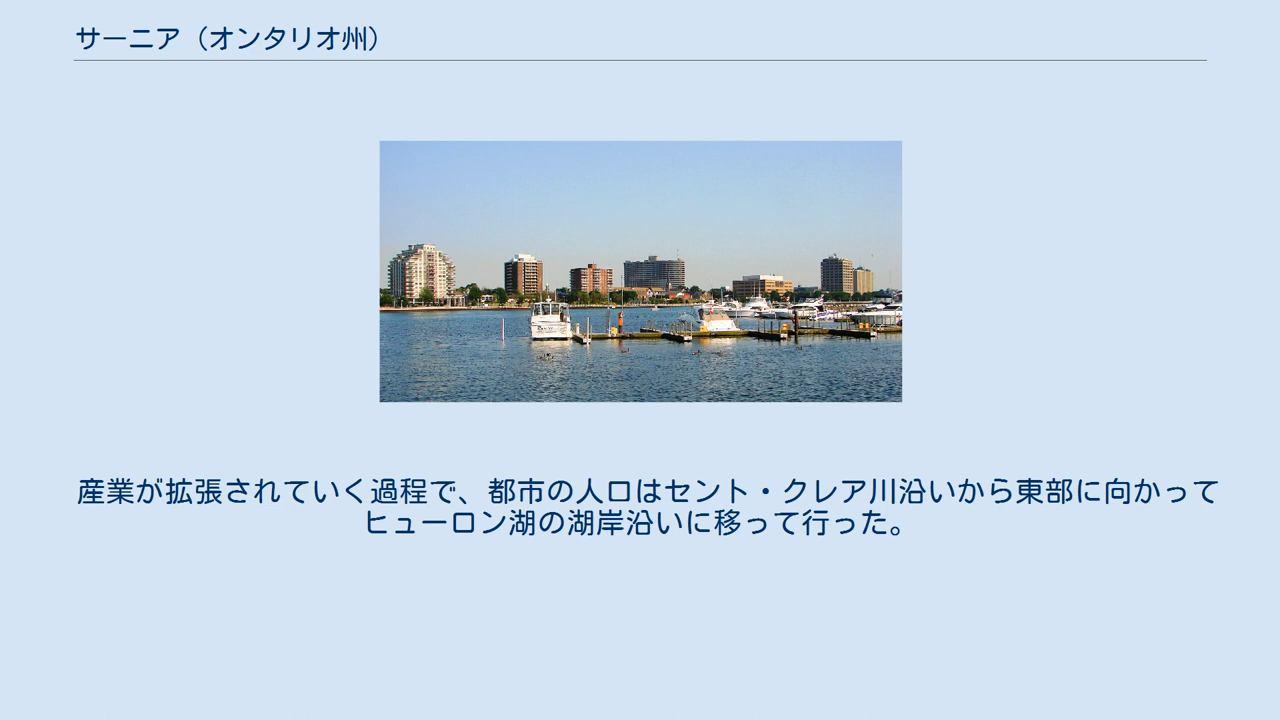 サーニア（オンタリオ州）
産業が拡張されていく過程で、都市の人口はセント・クレア川沿いから東部に向かって
ヒューロン湖の湖岸沿いに移って行った。